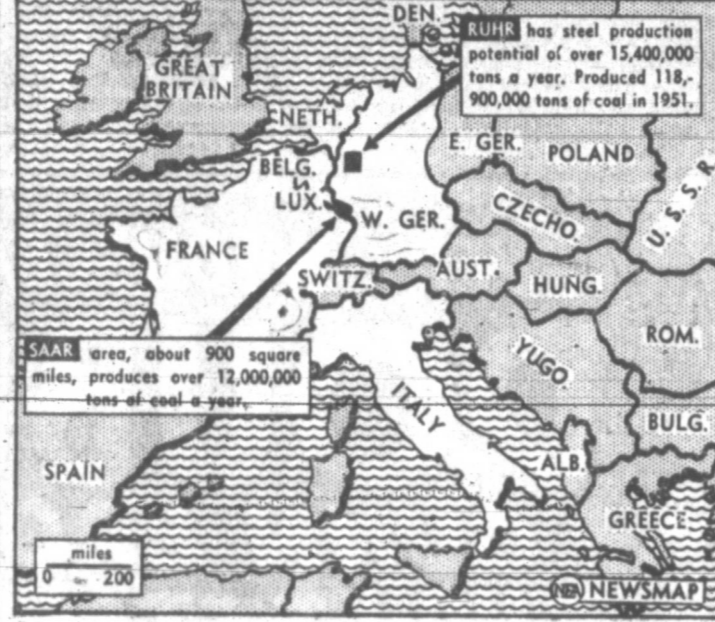 DEN.
RUHR has steel production
potential of over 15,400,000
tons a year. Produced 118,-
900,000 tons of coal in 1951.
GREAT
BRITAIN
NETH.
E. GER.
POLAND
BELG.
LUX.
U. S. S. R.
W. GER.
CZECHO.
FRANCE
SWITZ.
AUST.
HUNG.
ROM.
SAAR area, about 900 square
miles, produces over 12,000,000
tons of coal a year.
YUGO.
ITALY
BULG.
SPAIN
ALB.
GREECE
miles
0 200
NEA NEWSMAP